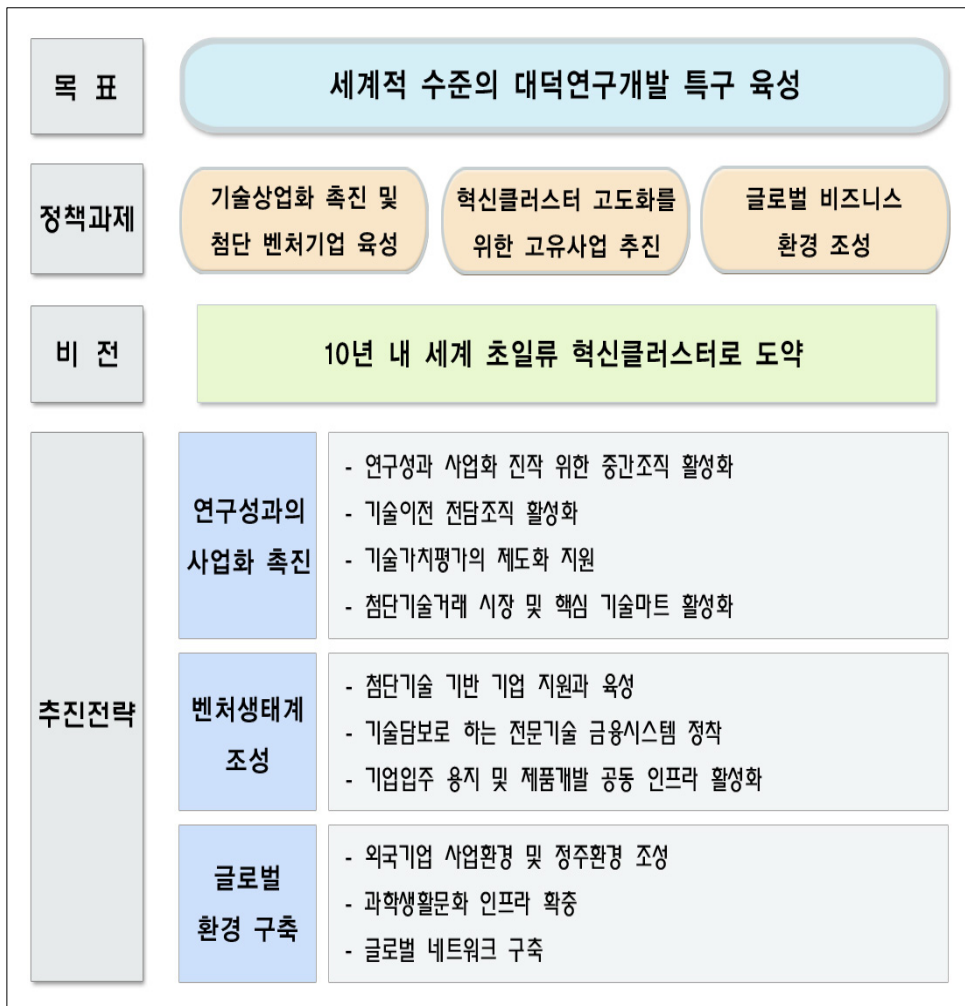 목 표
세계적 수준의 대덕연구개발 특구 육성
정책과제
기술상업화 촉진 및
첨단 벤처기업 육성
혁신클러스터 고도화를
위한 고유사업 추진
글로벌 비즈니스
환경 조성
비 전
10년 내 세계 초일류 혁신클러스터로 도약
추진전략
연구성과의
사업화 촉진
- 연구성과 사업화 진작 위한 중간조직 활성화
- 기술이전 전담조직 활성화
- 기술가치평가의 제도화 지원
- 첨단기술거래 시장 및 핵심 기술마트 활성화
벤처생태계
조성
- 첨단기술 기반 기업 지원과 육성
- 기술담보로 하는 전문기술 금융시스템 정착
- 기업입주 용지 및 제품개발 공동 인프라 활성화
글로벌
환경 구축
- 외국기업 사업환경 및 정주환경 조성
- 과학생활문화 인프라 확충
- 글로벌 네트워크 구축